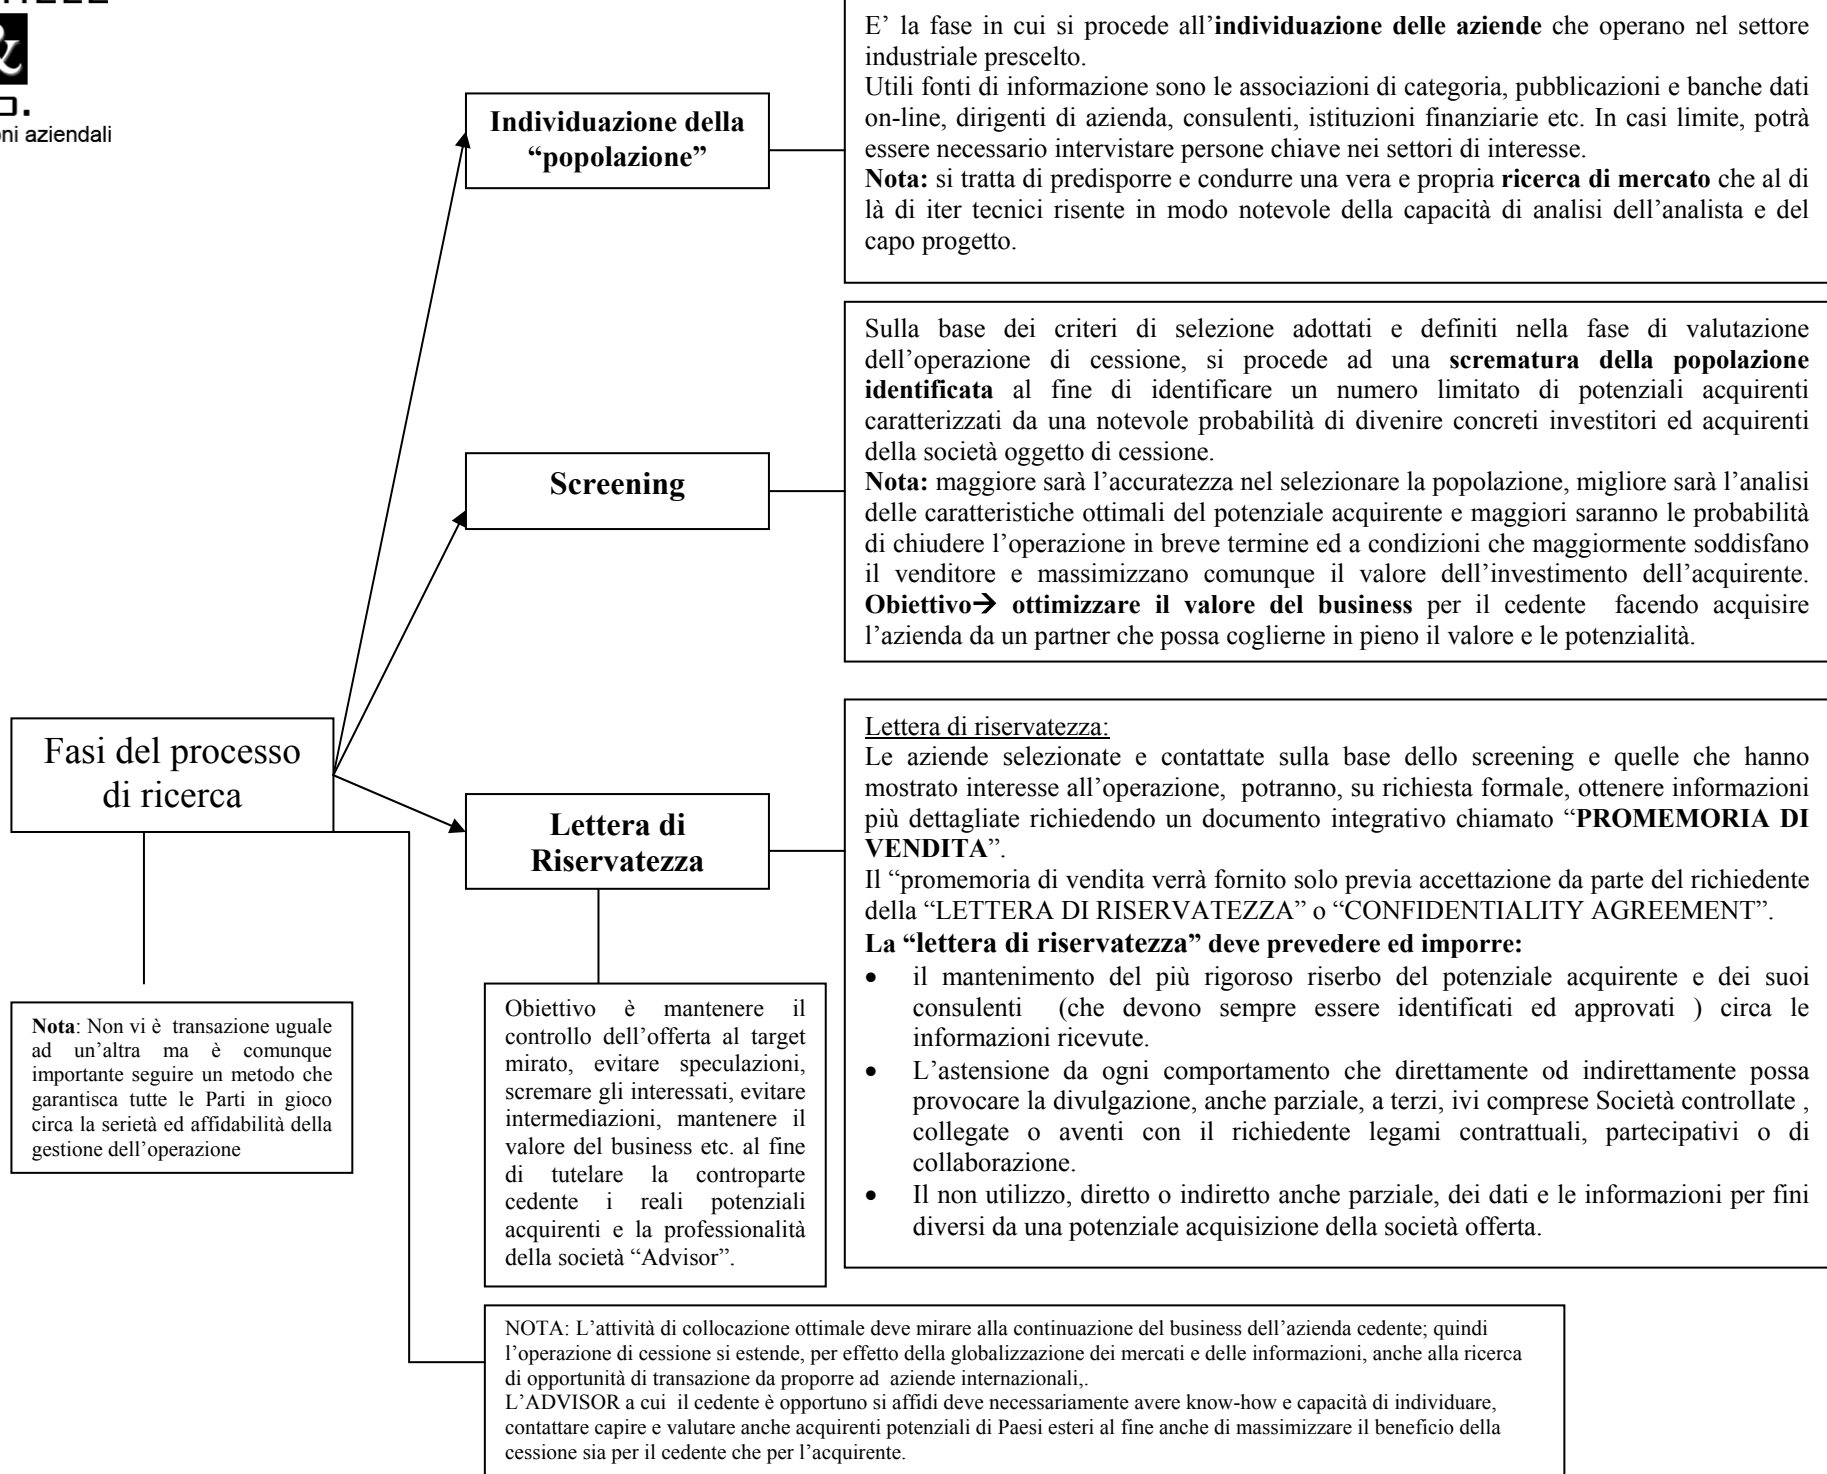 &
oni aziendali
E’ la fase in cui si procede all’individuazione delle aziende che operano nel settore
industriale prescelto.
Utili fonti di informazione sono le associazioni di categoria, pubblicazioni e banche dati
on-line, dirigenti di azienda, consulenti, istituzioni finanziarie etc. In casi limite, potrà
essere necessario intervistare persone chiave nei settori di interesse.
Nota: si tratta di predisporre e condurre una vera e propria ricerca di mercato che al di
là di iter tecnici risente in modo notevole della capacità di analisi dell’analista e del
capo progetto.
Individuazione della
“popolazione”
Sulla base dei criteri di selezione adottati e definiti nella fase di valutazione
dell’operazione di cessione, si procede ad una scrematura della popolazione
identificata al fine di identificare un numero limitato di potenziali acquirenti
caratterizzati da una notevole probabilità di divenire concreti investitori ed acquirenti
della società oggetto di cessione.
Nota: maggiore sarà l’accuratezza nel selezionare la popolazione, migliore sarà l’analisi
delle caratteristiche ottimali del potenziale acquirente e maggiori saranno le probabilità
di chiudere l’operazione in breve termine ed a condizioni che maggiormente soddisfano
il venditore e massimizzano comunque il valore dell’investimento dell’acquirente.
Obiettivo→ ottimizzare il valore del business per il cedente facendo acquisire
l’azienda da un partner che possa coglierne in pieno il valore e le potenzialità.
Screening
Fasi del processo
di ricerca
Lettera di
Riservatezza
Lettera di riservatezza:
Le aziende selezionate e contattate sulla base dello screening e quelle che hanno
mostrato interesse all’operazione, potranno, su richiesta formale, ottenere informazioni
più dettagliate richiedendo un documento integrativo chiamato “PROMEMORIA DI
VENDITA”.
Il “promemoria di vendita verrà fornito solo previa accettazione da parte del richiedente
della “LETTERA DI RISERVATEZZA” o “CONFIDENTIALITY AGREEMENT”.
La “lettera di riservatezza” deve prevedere ed imporre:
• il mantenimento del più rigoroso riserbo del potenziale acquirente e dei suoi
consulenti (che devono sempre essere identificati ed approvati ) circa le
informazioni ricevute.
• L’astensione da ogni comportamento che direttamente od indirettamente possa
provocare la divulgazione, anche parziale, a terzi, ivi comprese Società controllate ,
collegate o aventi con il richiedente legami contrattuali, partecipativi o di
collaborazione.
• Il non utilizzo, diretto o indiretto anche parziale, dei dati e le informazioni per fini
diversi da una potenziale acquisizione della società offerta.
Nota: Non vi è transazione uguale
ad un’altra ma è comunque
importante seguire un metodo che
garantisca tutte le Parti in gioco
circa la serietà ed affidabilità della
gestione dell’operazione
Obiettivo è mantenere il
controllo dell’offerta al target
mirato, evitare speculazioni,
scremare gli interessati, evitare
intermediazioni, mantenere il
valore del business etc. al fine
di tutelare la controparte
cedente i reali potenziali
acquirenti e la professionalità
della società “Advisor”.
NOTA: L’attività di collocazione ottimale deve mirare alla continuazione del business dell’azienda cedente; quindi
l’operazione di cessione si estende, per effetto della globalizzazione dei mercati e delle informazioni, anche alla ricerca
di opportunità di transazione da proporre ad aziende internazionali,.
L’ADVISOR a cui il cedente è opportuno si affidi deve necessariamente avere know-how e capacità di individuare,
contattare capire e valutare anche acquirenti potenziali di Paesi esteri al fine anche di massimizzare il beneficio della
cessione sia per il cedente che per l’acquirente.